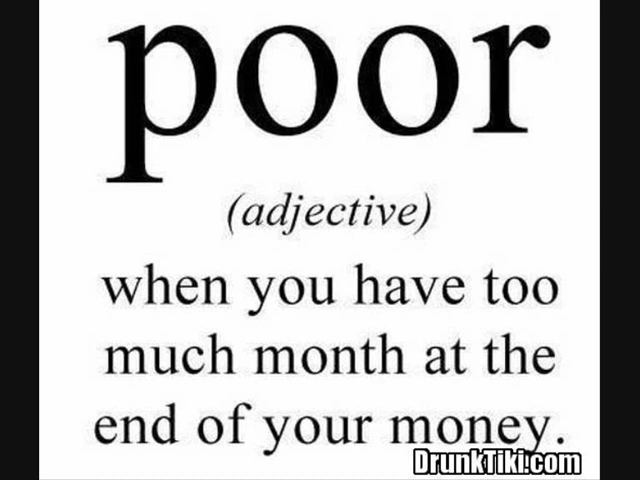 poor
(adjective)
when you have too
much month at the
end of your money.
DrunkTiki.com